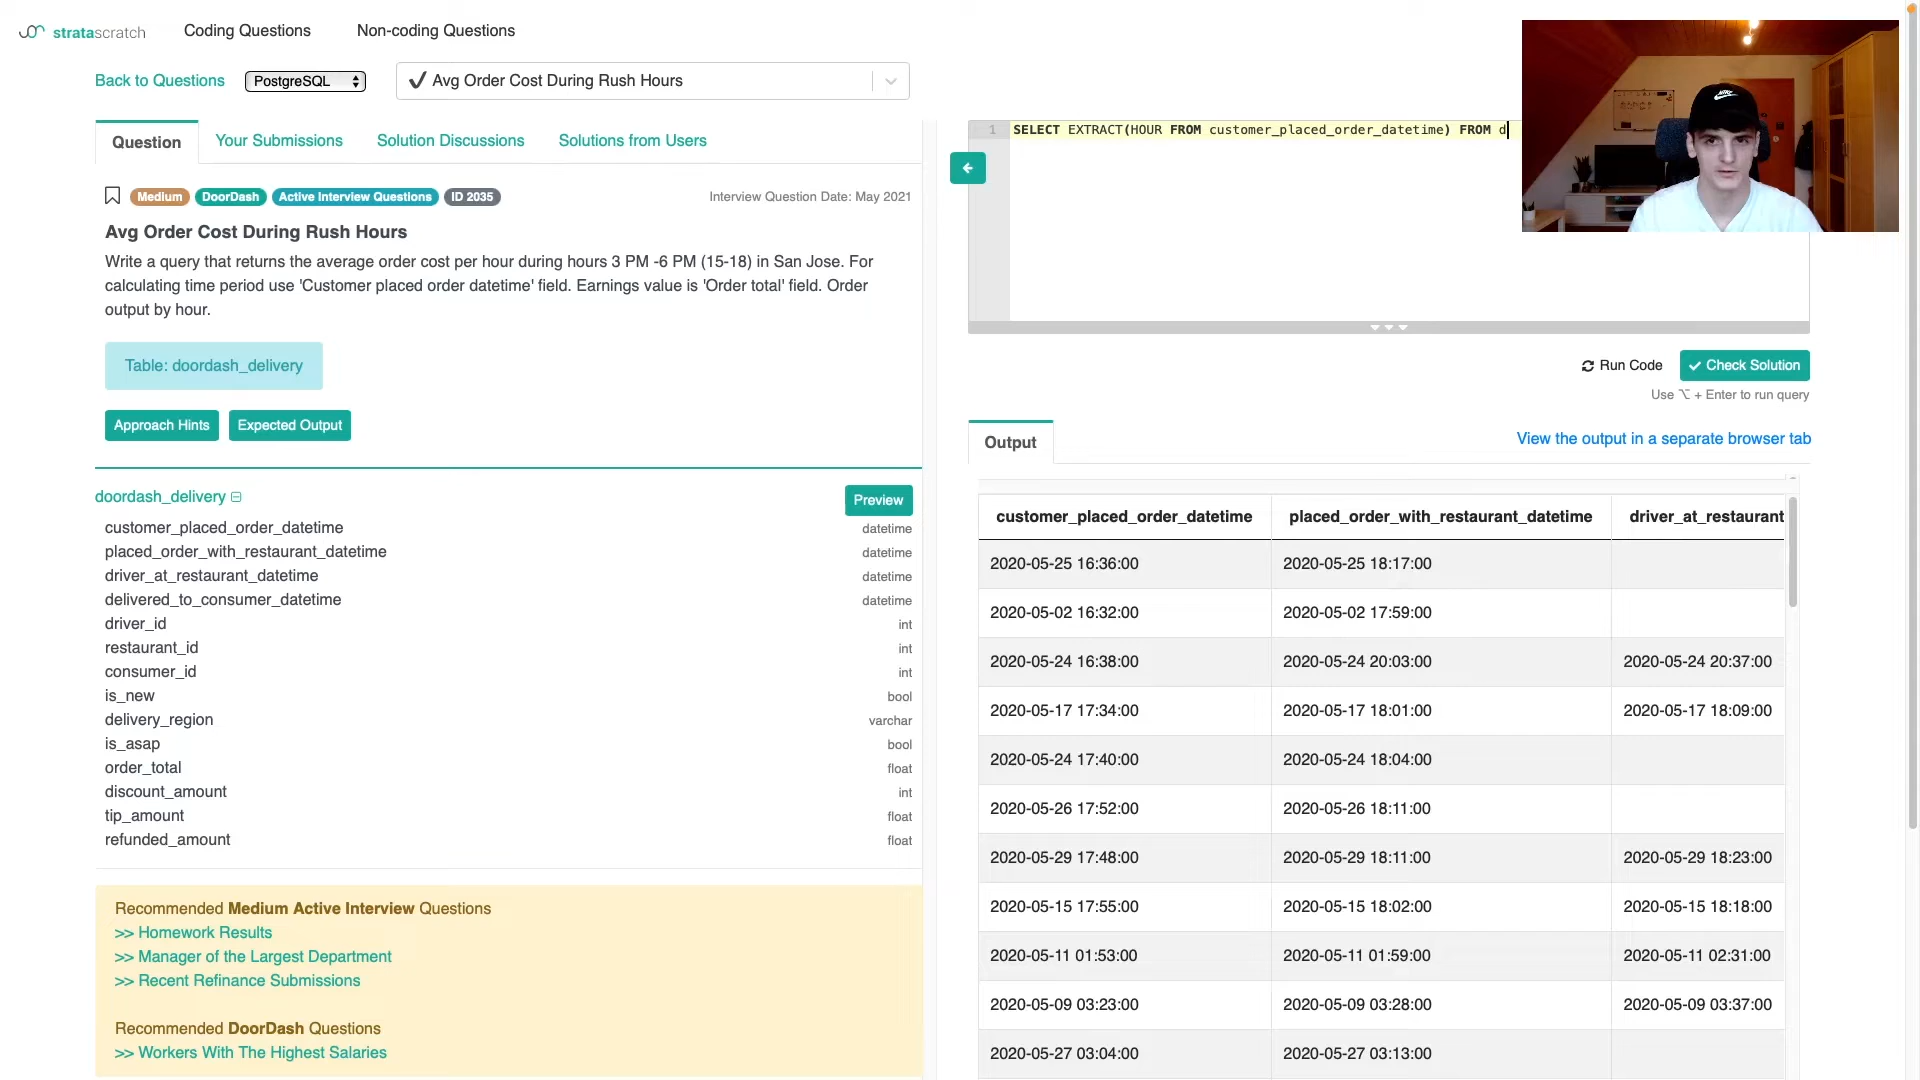 stratascratch
Coding Questions
Non-coding Questions
Back to Questions
PostgreSQL
✓ Avg Order Cost During Rush Hours
Question
Your Submissions
Solution Discussions
Solutions from Users
Medium
DoorDash
Active Interview Questions
ID 2035
Interview Question Date: May 2021
Avg Order Cost During Rush Hours
Write a query that returns the average order cost per hour during hours 3 PM -6 PM (15-18) in San Jose. For
calculating time period use 'Customer placed order datetime' field. Earnings value is 'Order total' field. Order
output by hour.
Table: doordash_delivery
Approach Hints
Expected Output
doordash_delivery
Preview
customer_placed_order_datetime datetime
placed_order_with_restaurant_datetime datetime
driver_at_restaurant_datetime datetime
delivered_to_consumer_datetime datetime
driver_id int
restaurant_id int
consumer_id int
is_new bool
delivery_region varchar
is_asap bool
order_total float
discount_amount int
tip_amount float
refunded_amount float
Recommended Medium Active Interview Questions
>> Homework Results
>> Manager of the Largest Department
>> Recent Refinance Submissions
Recommended DoorDash Questions
>> Workers With The Highest Salaries
1 SELECT EXTRACT(HOUR FROM customer_placed_order_datetime) FROM d
Run Code
Check Solution
Use ⌥ + Enter to run query
Output
View the output in a separate browser tab
customer_placed_order_datetime placed_order_with_restaurant_datetime driver_at_restaurant
2020-05-25 16:36:00 2020-05-25 18:17:00
2020-05-02 16:32:00 2020-05-02 17:59:00
2020-05-24 16:38:00 2020-05-24 20:03:00 2020-05-24 20:37:00
2020-05-17 17:34:00 2020-05-17 18:01:00 2020-05-17 18:09:00
2020-05-24 17:40:00 2020-05-24 18:04:00
2020-05-26 17:52:00 2020-05-26 18:11:00
2020-05-29 17:48:00 2020-05-29 18:11:00 2020-05-29 18:23:00
2020-05-15 17:55:00 2020-05-15 18:02:00 2020-05-15 18:18:00
2020-05-11 01:53:00 2020-05-11 01:59:00 2020-05-11 02:31:00
2020-05-09 03:23:00 2020-05-09 03:28:00 2020-05-09 03:37:00
2020-05-27 03:04:00 2020-05-27 03:13:00